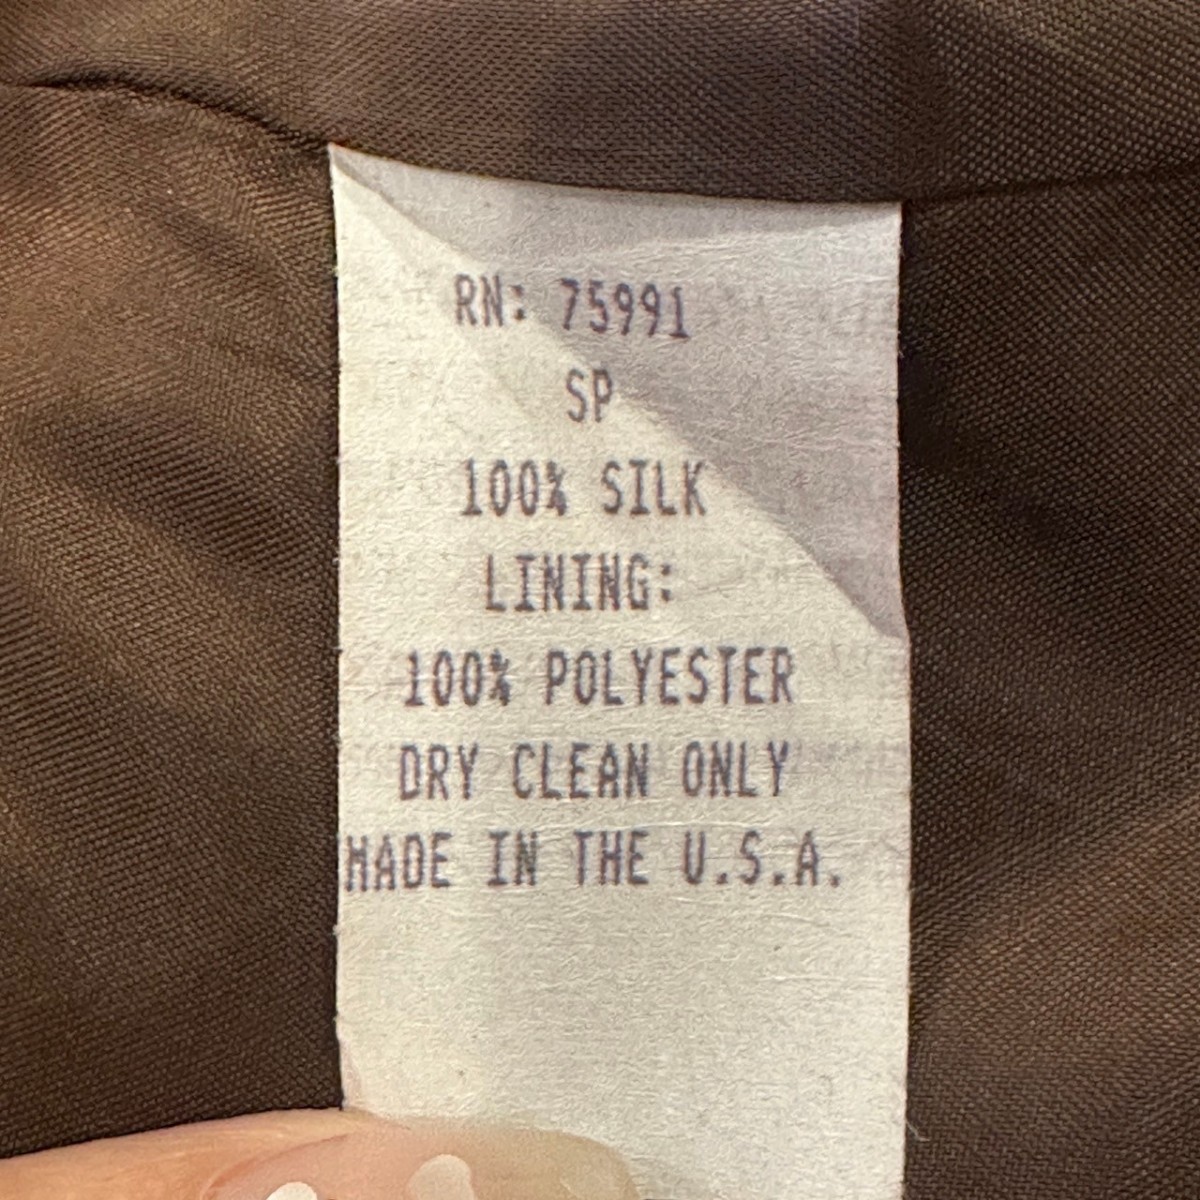 RN: 75991
SP
100% SILK
LINING:
100% POLYESTER
DRY CLEAN ONLY
MADE IN THE U.S.A.